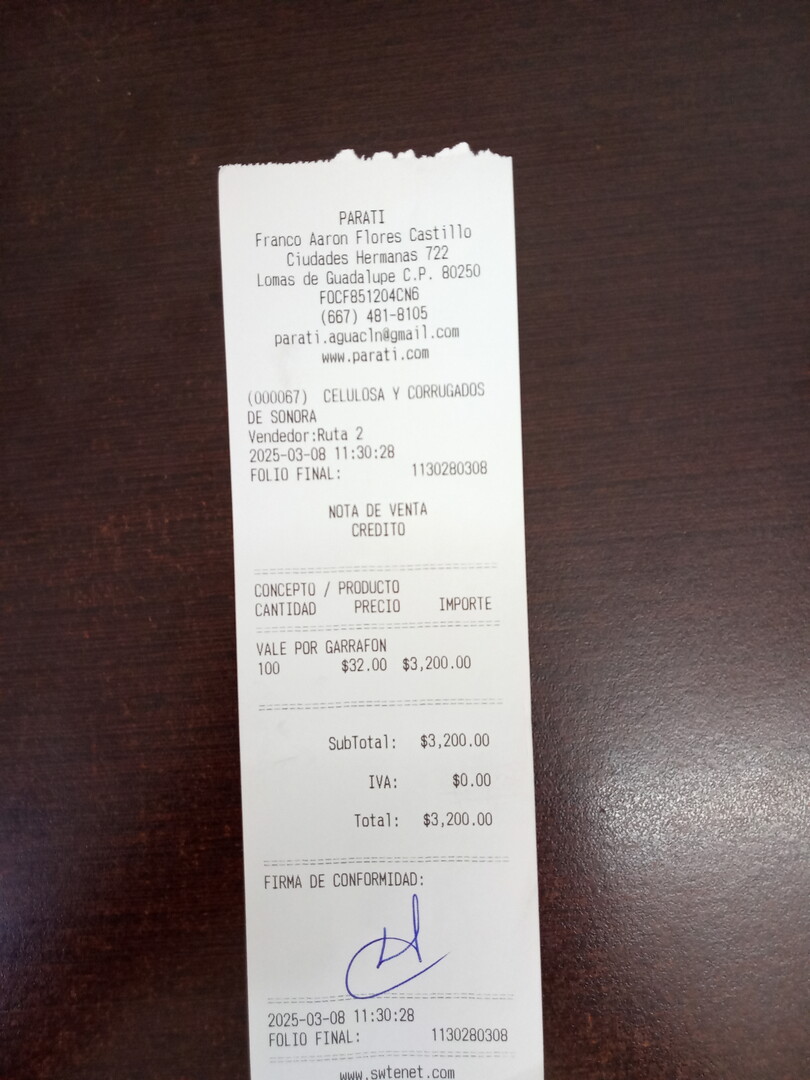 PARATI
Franco Aaron Flores Castillo
Ciudades Hermanas 722
Lomas de Guadalupe C.P. 80250
FOCF851204CN6
(667) 481-8105
parati.aguacln@gmail.com
www.parati.com
(000067) CELULOSA Y CORRUGADOS
DE SONORA
Vendedor:Ruta 2
2025-03-08 11:30:28
FOLIO FINAL: 1130280308
NOTA DE VENTA
CREDITO
CONCEPTO / PRODUCTO
CANTIDAD PRECIO IMPORTE
VALE POR GARRAFON
100 $32.00 $3,200.00
SubTotal: $3,200.00
IVA: $0.00
Total: $3,200.00
FIRMA DE CONFORMIDAD:
2025-03-08 11:30:28
FOLIO FINAL: 1130280308
www.swtenet.com